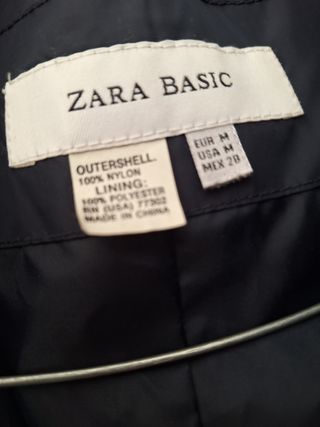 ZARA BASIC
OUTERSHELL:
100% NYLON
LINING:
100% POLYESTER
RN (USA) 77302
MADE IN CHINA
EUR M
USA M
MEX 28